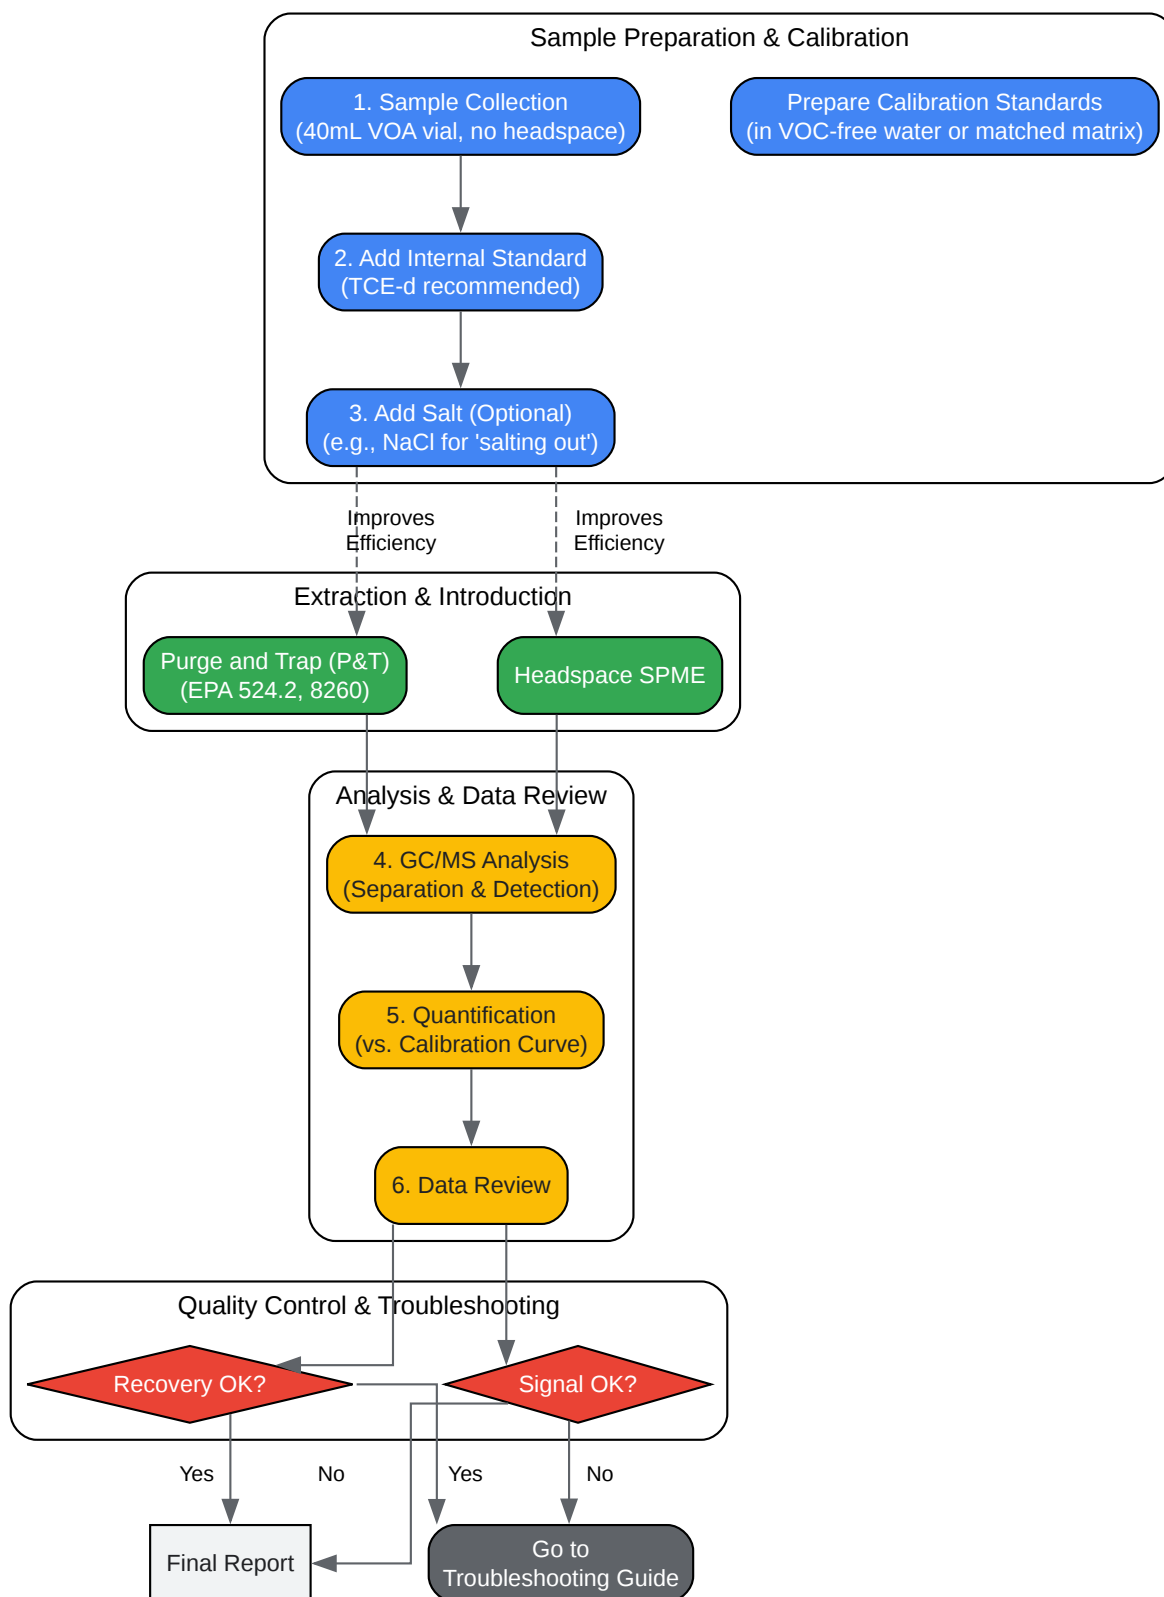 Sample Preparation & Calibration
1. Sample Collection
(40mL VOA vial, no headspace)
Prepare Calibration Standards
(in VOC-free water or matched matrix)
2. Add Internal Standard
(TCE-d recommended)
3. Add Salt (Optional)
(e.g., NaCl for 'salting out')
Improves
Efficiency
Improves
Efficiency
Extraction & Introduction
Purge and Trap (P&T)
(EPA 524.2, 8260)
Headspace SPME
Analysis & Data Review
4. GC/MS Analysis
(Separation & Detection)
5. Quantification
(vs. Calibration Curve)
6. Data Review
Quality Control & Troubleshooting
Recovery OK?
Signal OK?
Yes
No
Yes
No
Final Report
Go to
Troubleshooting Guide